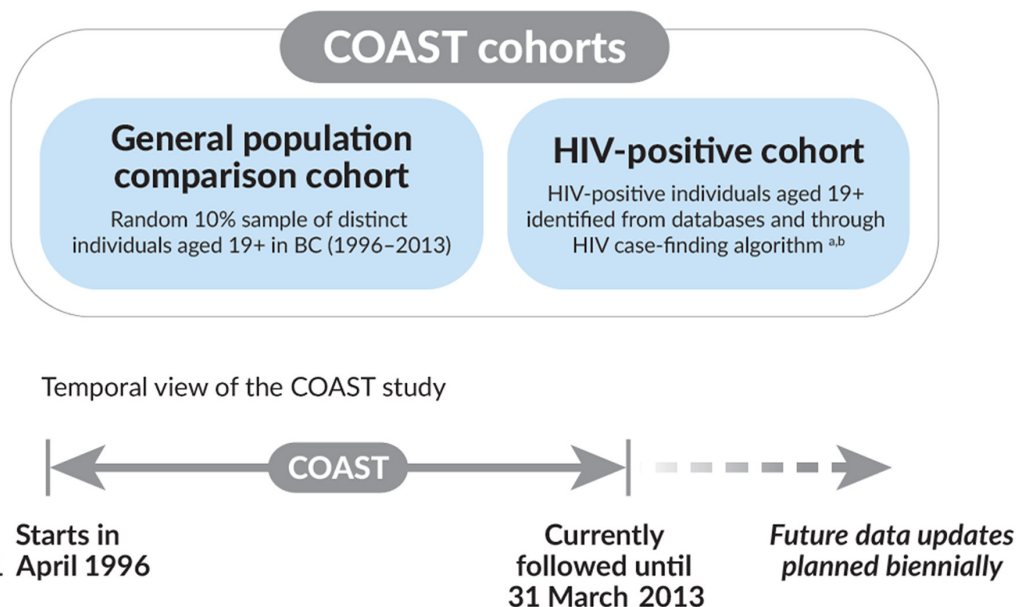 COAST cohorts
General population
comparison cohort
Random 10% sample of distinct
individuals aged 19+ in BC (1996–2013)
HIV-positive cohort
HIV-positive individuals aged 19+
identified from databases and through
HIV case-finding algorithm a,b
Temporal view of the COAST study
COAST
Starts in
April 1996
Currently
followed until
31 March 2013
Future data updates
planned biennially